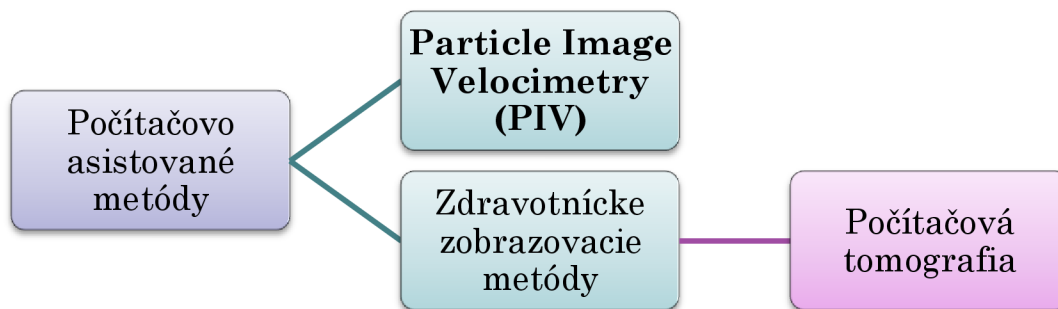 Počítačovo
asistované
metódy
Particle Image
Velocimetry
(PIV)
Zdravotnícke
zobrazovacie
metódy
Počítačová
tomografia